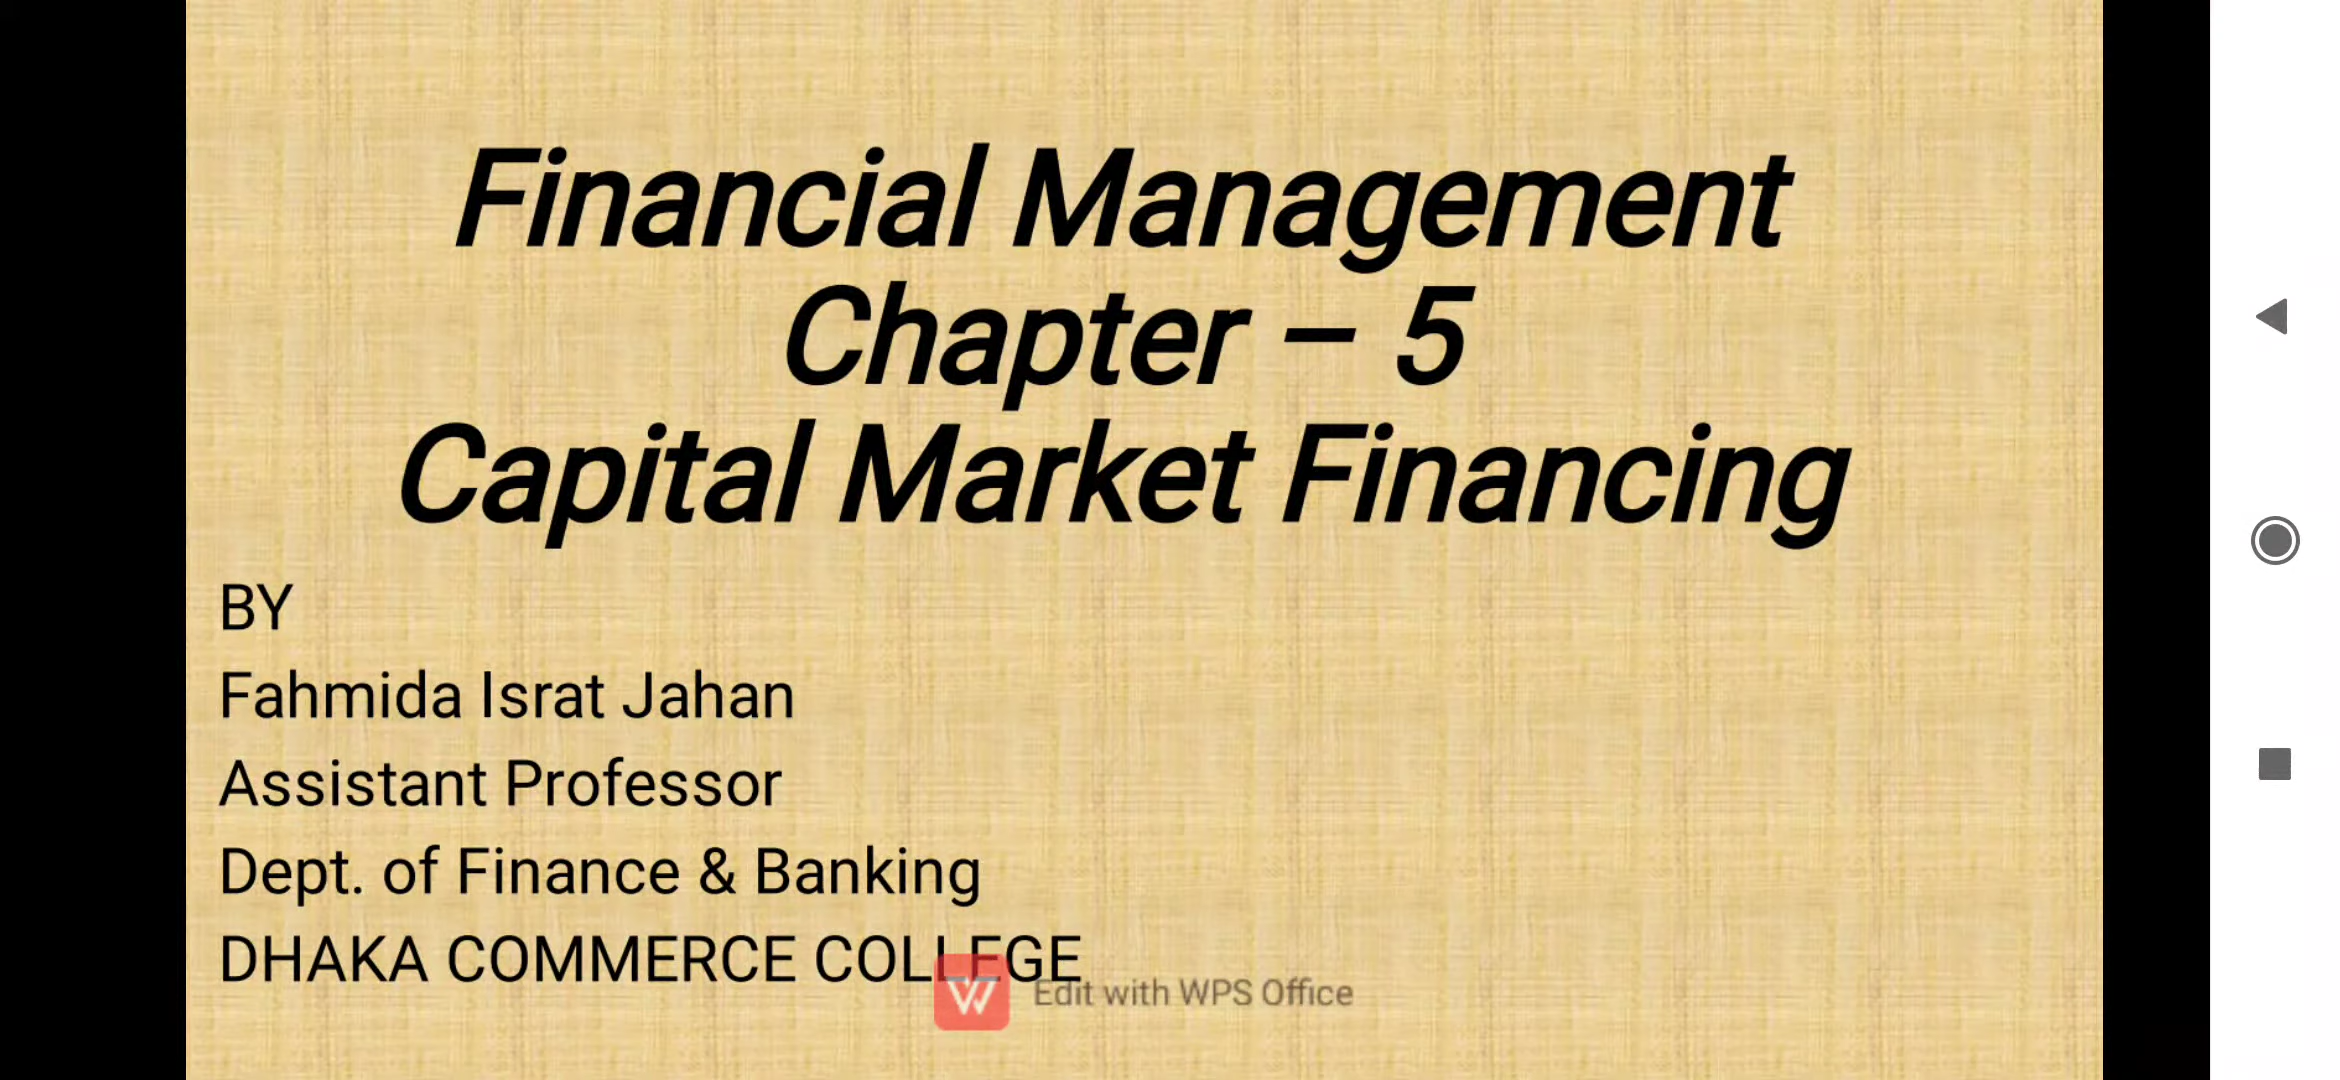 Financial Management
Chapter – 5
Capital Market Financing
BY
Fahmida Israt Jahan
Assistant Professor
Dept. of Finance & Banking
DHAKA COMMERCE COLLEGE
W Edit with WPS Office